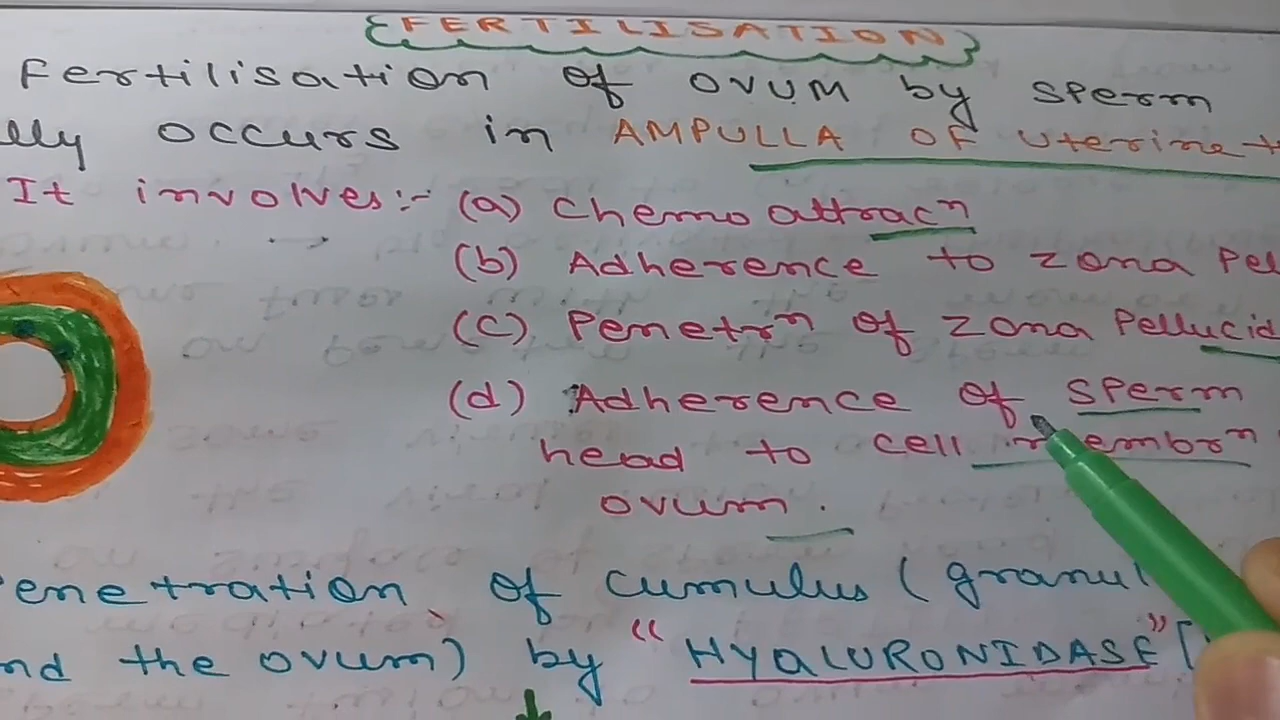 FERTILISATION
Fertilisation of OVUM by sperm
lly occurs in AMPULLA OF Uterine t
It involves:- (a) Chemo attracⁿ
(b) Adherence to zona Pel
(c) Penetrⁿ of zona Pellucid
(d) Adherence of sperm
head to cell membrⁿ
ovum.
enetration of cumulus (granul
nd the ovum) by "HYALURONIDASE" [